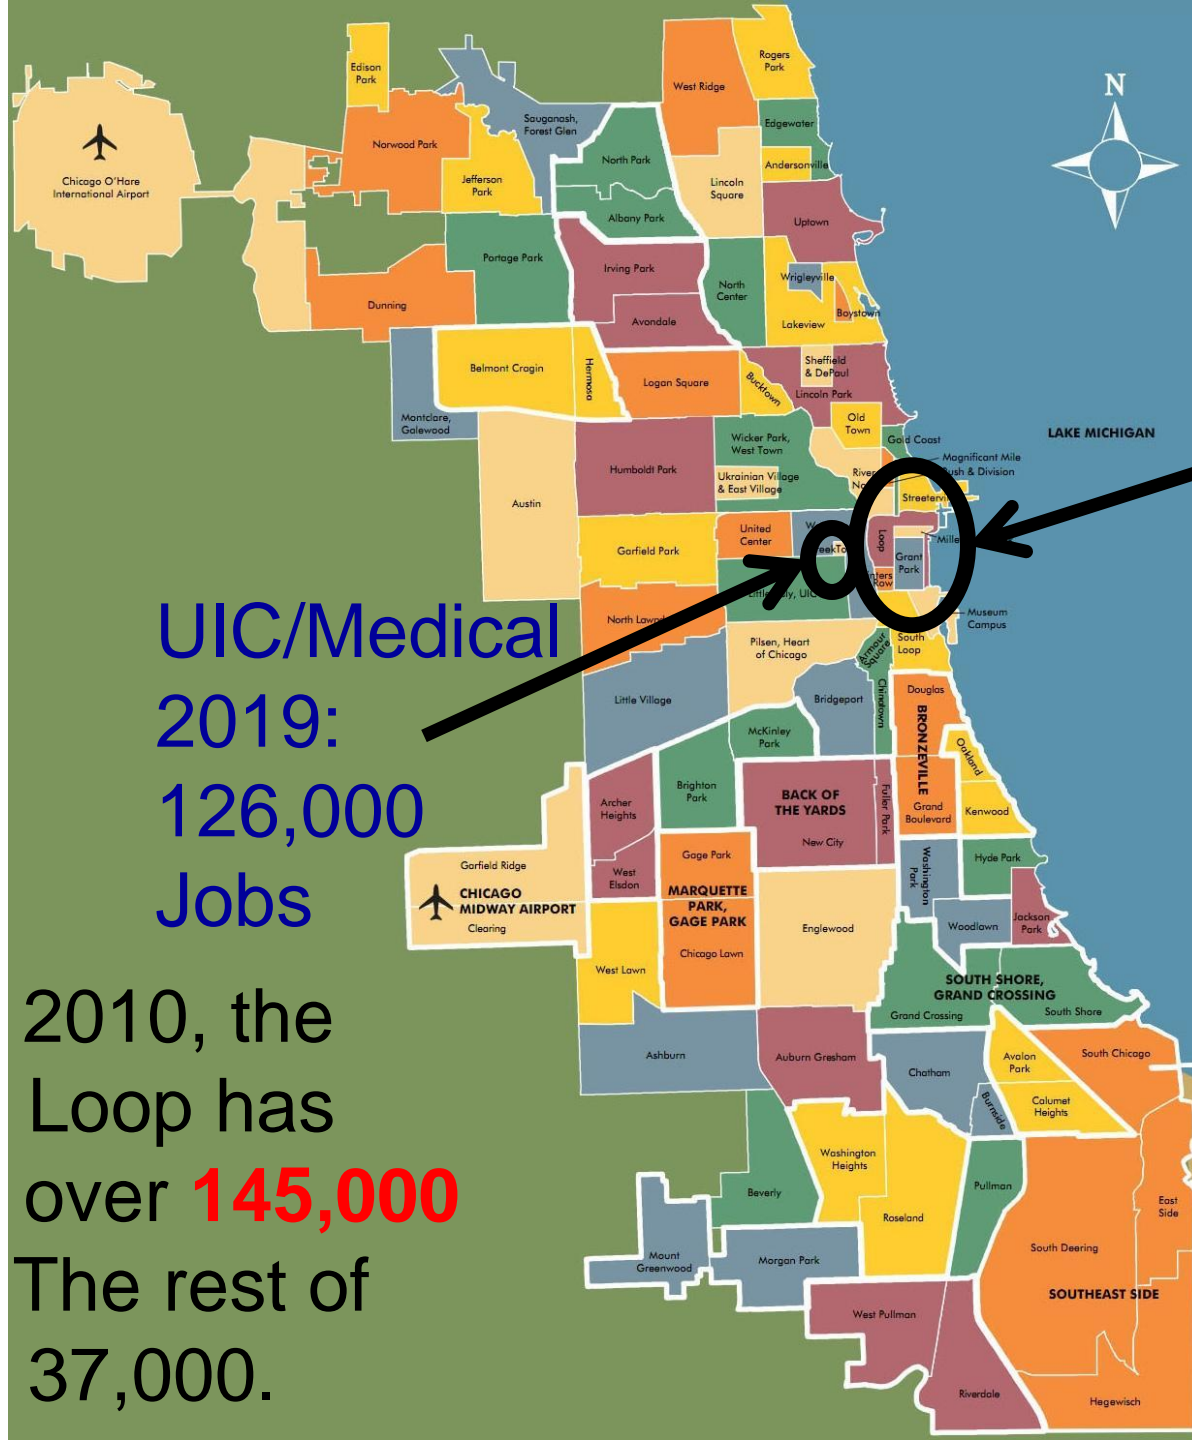 Rogers
Park
Edison
Park
West Ridge
N
Sauganash,
Forest Glen
Edgewater
Norwood Park
North Park
Andersonville
Chicago O'Hare
International Airport
Jefferson
Park
Lincoln
Square
Albany Park
Uptown
Portage Park
Irving Park
North
Center
Wrigleyville
Dunning
Boystown
Avondale
Lakeview
Belmont Cragin
Hermosa
Logan Square
Bucktown
Sheffield
& DePaul
Lincoln Park
Montclare,
Galewood
Old
Town
LAKE MICHIGAN
Wicker Park,
West Town
Gold Coast
Magnificant Mile
& Division
Humboldt Park
Ukrainian Village
& East Village
River
Austin
United
Center
Loop
Garfield Park
Grant
Park
UIC
Row
North
Museum
Campus
UIC/Medical
2019:
126,000
Jobs
Pilsen, Heart
of Chicago
Armour
Square
South
Loop
Little Village
Bridgeport
Chinatown
Douglas
BRONZEVILLE
McKinley
Park
Oakland
Brighton
Park
Archer
Heights
BACK OF
THE YARDS
Fuller Park
Grand
Boulevard
Kenwood
New City
Garfield Ridge
West
Elsdon
Gage Park
Washington
Park
Hyde Park
CHICAGO
MIDWAY AIRPORT
MARQUETTE
PARK,
GAGE PARK
Clearing
Englewood
Woodlawn
Jackson
Park
Chicago Lawn
West Lawn
SOUTH SHORE,
GRAND CROSSING
Grand Crossing
South Shore
2010, the
Loop has
over 145,000
The rest of
37,000.
Ashburn
Auburn Gresham
Chatham
Avalon
Park
South Chicago
Burnside
Calumet
Heights
Washington
Heights
Beverly
Pullman
East
Side
Roseland
Mount
Greenwood
Morgan Park
South Deering
SOUTHEAST SIDE
West Pullman
Riverdale
Hegewisch